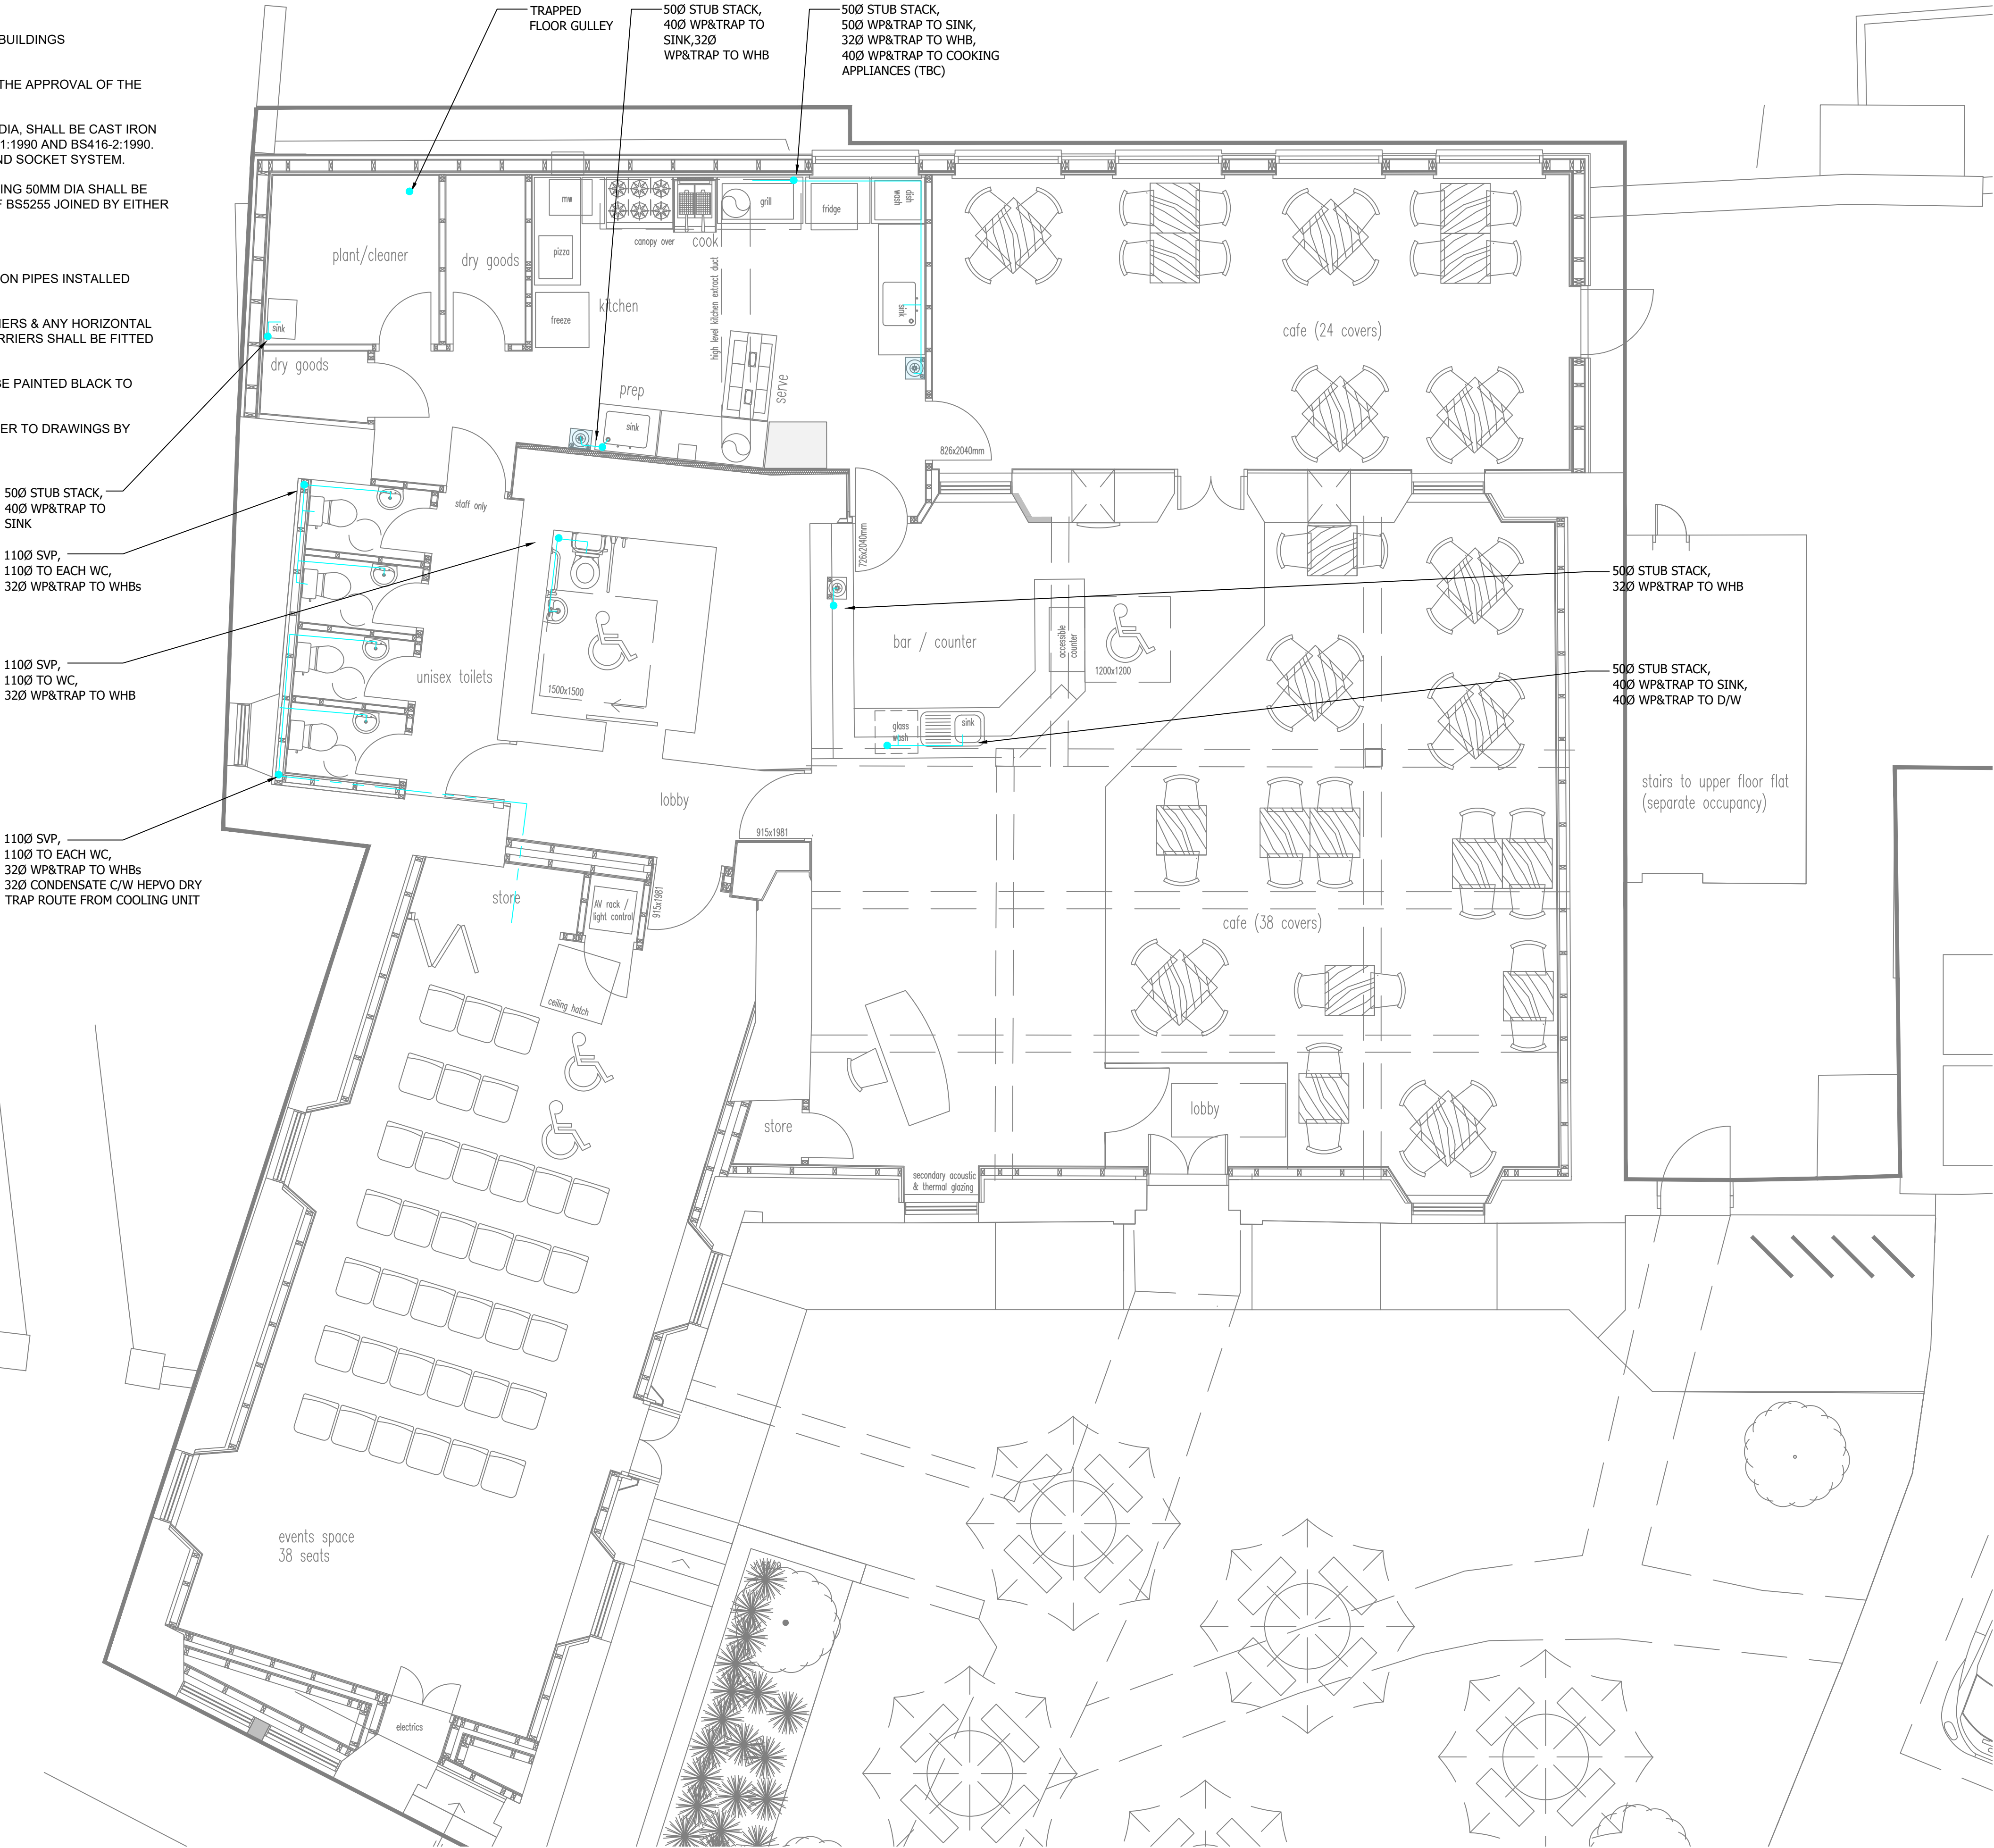 BUILDINGS
THE APPROVAL OF THE
DIA, SHALL BE CAST IRON
1:1990 AND BS416-2:1990.
ND SOCKET SYSTEM.
ING 50MM DIA SHALL BE
F BS5255 JOINED BY EITHER
ON PIPES INSTALLED
IERS & ANY HORIZONTAL
RRIERS SHALL BE FITTED
BE PAINTED BLACK TO
ER TO DRAWINGS BY
TRAPPED
FLOOR GULLEY
50Ø STUB STACK,
40Ø WP&TRAP TO
SINK,32Ø
WP&TRAP TO WHB
50Ø STUB STACK,
50Ø WP&TRAP TO SINK,
32Ø WP&TRAP TO WHB,
40Ø WP&TRAP TO COOKING
APPLIANCES (TBC)
50Ø STUB STACK,
40Ø WP&TRAP TO
SINK
110Ø SVP,
110Ø TO EACH WC,
32Ø WP&TRAP TO WHBs
110Ø SVP,
110Ø TO WC,
32Ø WP&TRAP TO WHB
110Ø SVP,
110Ø TO EACH WC,
32Ø WP&TRAP TO WHBs
32Ø CONDENSATE C/W HEPVO DRY
TRAP ROUTE FROM COOLING UNIT
50Ø STUB STACK,
32Ø WP&TRAP TO WHB
50Ø STUB STACK,
40Ø WP&TRAP TO SINK,
40Ø WP&TRAP TO D/W
plant/cleaner
sink
dry goods
dry goods
mw
pizza
freeze
kitchen
canopy over
cook
grill
fridge
dish
wash
sink
high level kitchen extract duct
prep
sink
serve
cafe (24 covers)
826x2040mm
726x2040mm
staff only
unisex toilets
1500x1500
bar / counter
accessible
counter
1200x1200
glass
wash
sink
lobby
915x1981
915x1981
store
AV rack /
light control
ceiling hatch
cafe (38 covers)
stairs to upper floor flat
(separate occupancy)
lobby
store
secondary acoustic
& thermal glazing
events space
38 seats
electrics